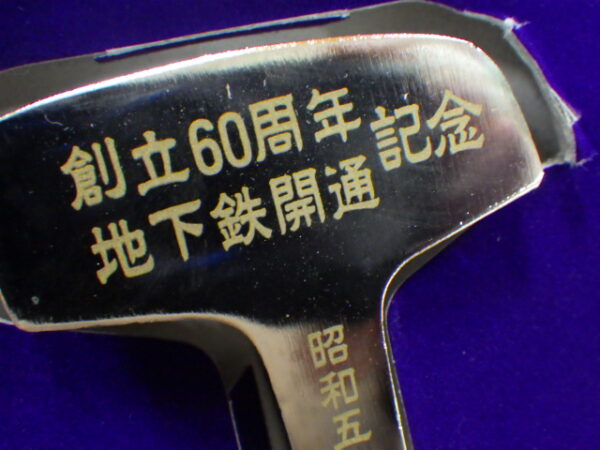 創立60周年
地下鉄開通
記念
昭和五